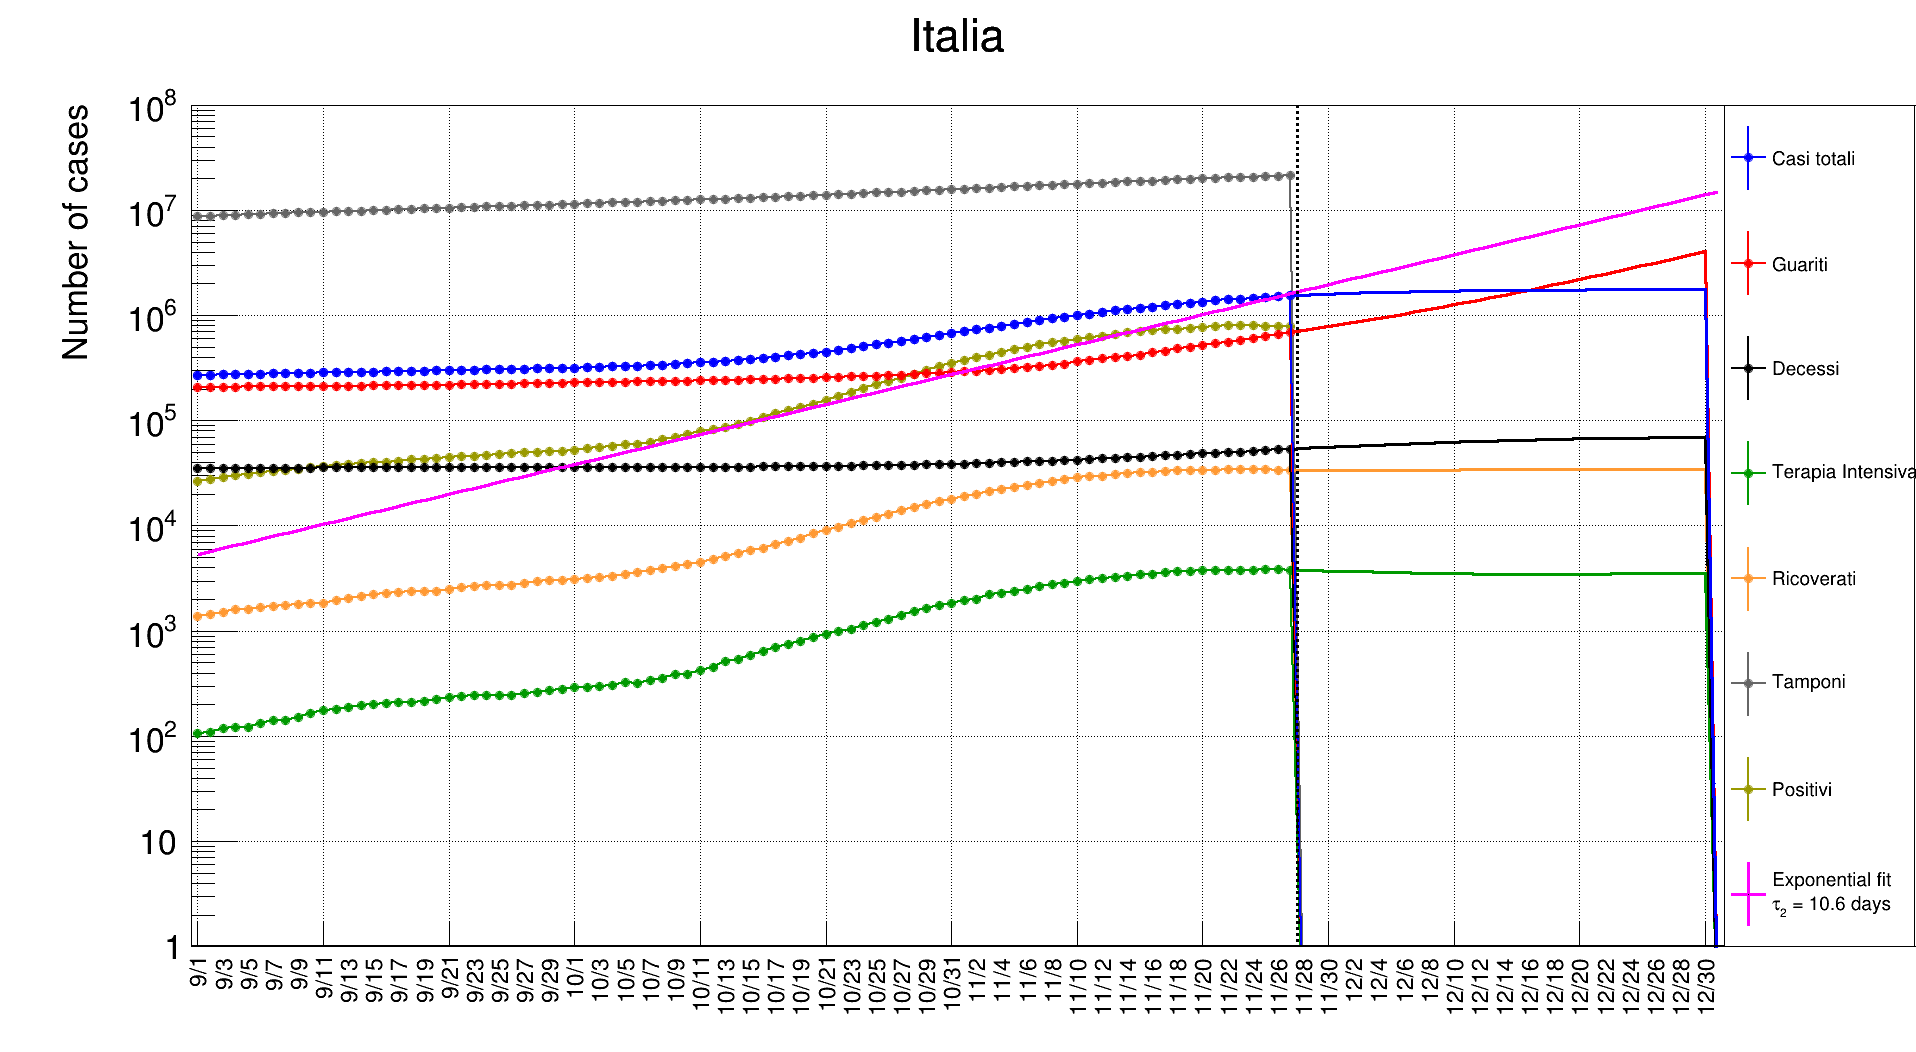 Italia
Number of cases
10^8
10^7
10^6
10^5
10^4
10^3
10^2
10
1
9/1 9/3 9/5 9/7 9/9 9/11 9/13 9/15 9/17 9/19 9/21 9/23 9/25 9/27 9/29 10/1 10/3 10/5 10/7 10/9 10/11 10/13 10/15 10/17 10/19 10/21 10/23 10/25 10/27 10/29 10/31 11/2 11/4 11/6 11/8 11/10 11/12 11/14 11/16 11/18 11/20 11/22 11/24 11/26 11/28 11/30 12/2 12/4 12/6 12/8 12/10 12/12 12/14 12/16 12/18 12/20 12/22 12/24 12/26 12/28 12/30
Casi totali
Guariti
Decessi
Terapia Intensiva
Ricoverati
Tamponi
Positivi
Exponential fit
τ_2 = 10.6 days